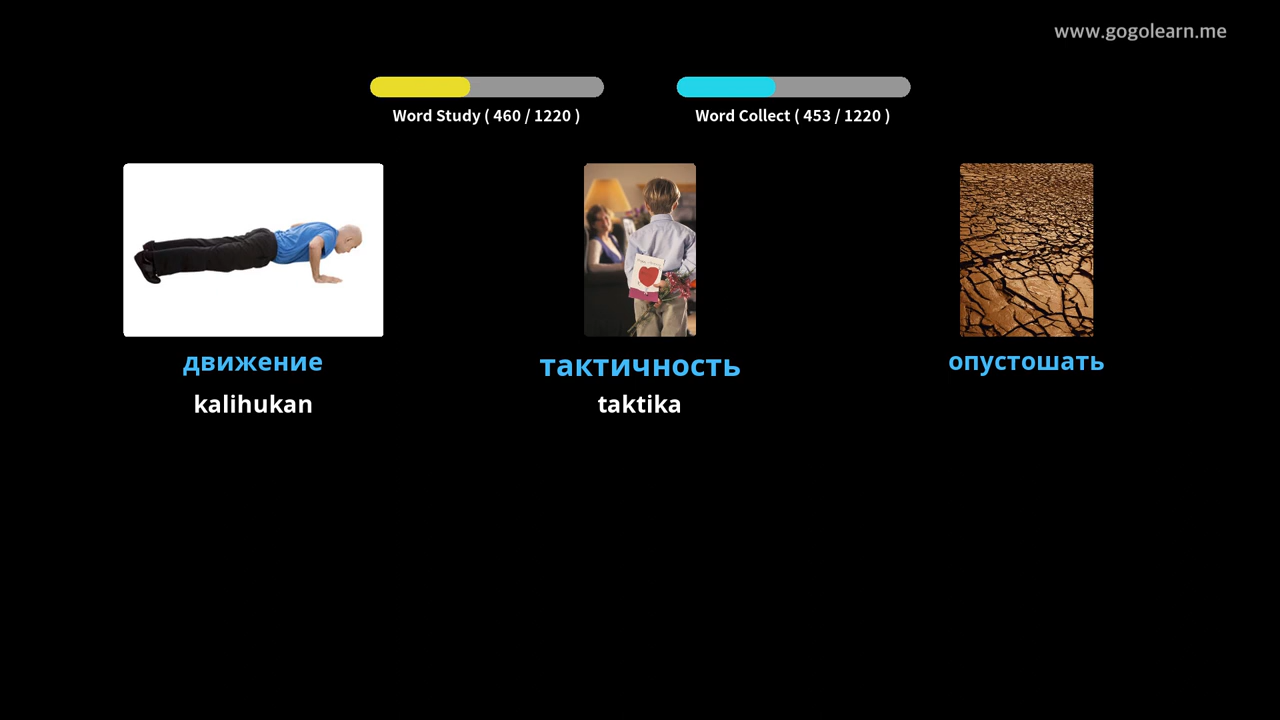 www.gogolearn.me
Word Study ( 460 / 1220 )
Word Collect ( 453 / 1220 )
движение
тактичность
опустошать
kalihukan
taktika